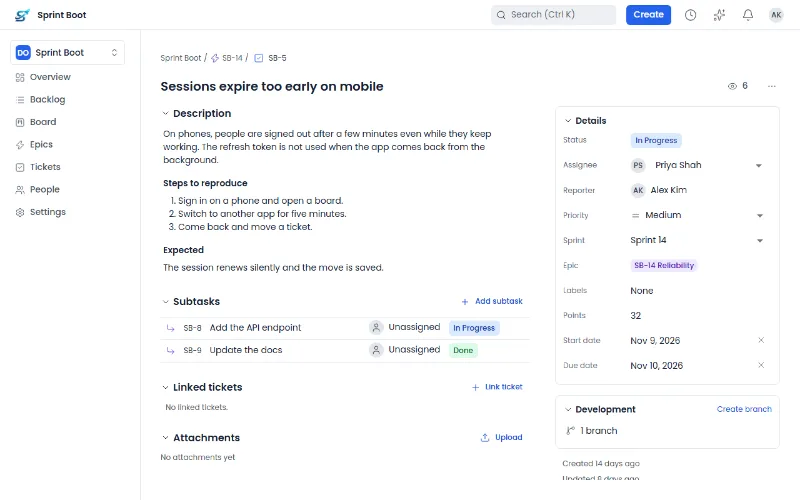 Sprint Boot
Search (Ctrl K)
Create
AK
DO Sprint Boot
Overview
Backlog
Board
Epics
Tickets
People
Settings
Sprint Boot / SB-14 / SB-5
Sessions expire too early on mobile
6
Description
On phones, people are signed out after a few minutes even while they keep
working. The refresh token is not used when the app comes back from the
background.
Steps to reproduce
1. Sign in on a phone and open a board.
2. Switch to another app for five minutes.
3. Come back and move a ticket.
Expected
The session renews silently and the move is saved.
Subtasks
Add subtask
SB-8 Add the API endpoint Unassigned In Progress
SB-9 Update the docs Unassigned Done
Linked tickets
Link ticket
No linked tickets.
Attachments
Upload
No attachments yet
Details
Status In Progress
Assignee PS Priya Shah
Reporter AK Alex Kim
Priority Medium
Sprint Sprint 14
Epic SB-14 Reliability
Labels None
Points 32
Start date Nov 9, 2026
Due date Nov 10, 2026
Development
Create branch
1 branch
Created 14 days ago
Updated 8 days ago